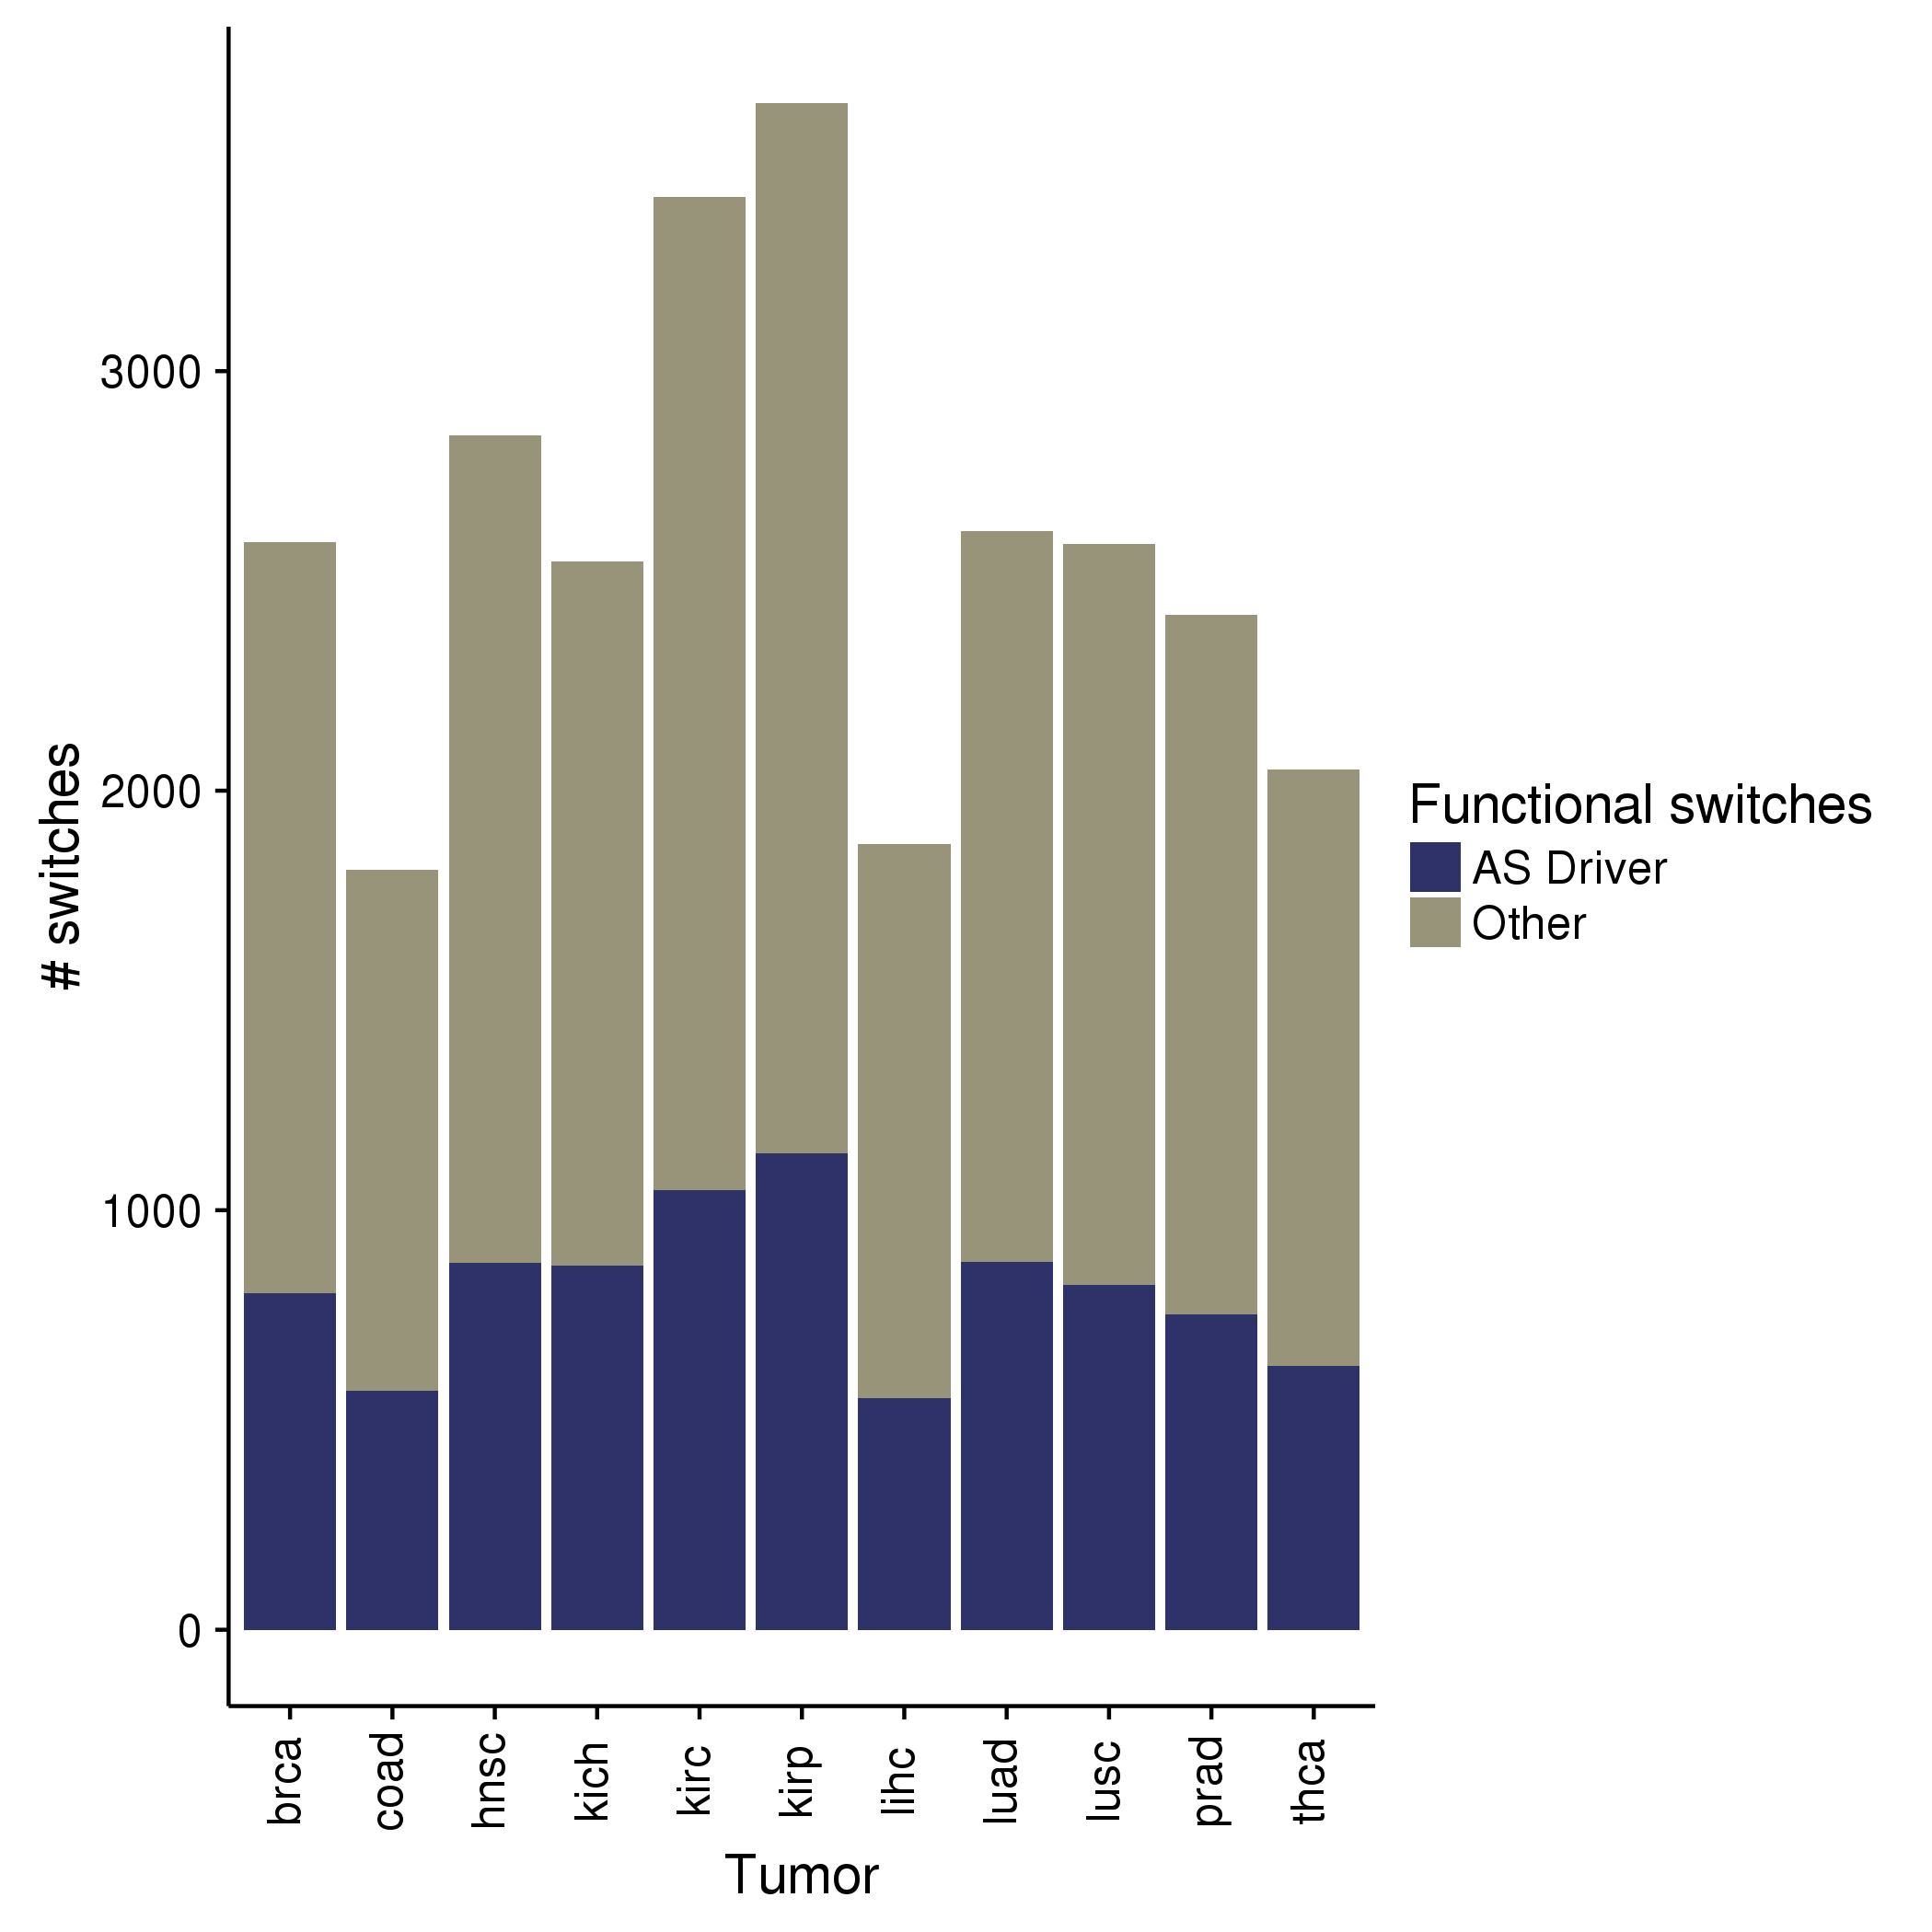 # switches
3000
2000
1000
0
brca
coad
hnsc
kich
kirc
kirp
lihc
luad
lusc
prad
thca
Tumor
Functional switches
AS Driver
Other